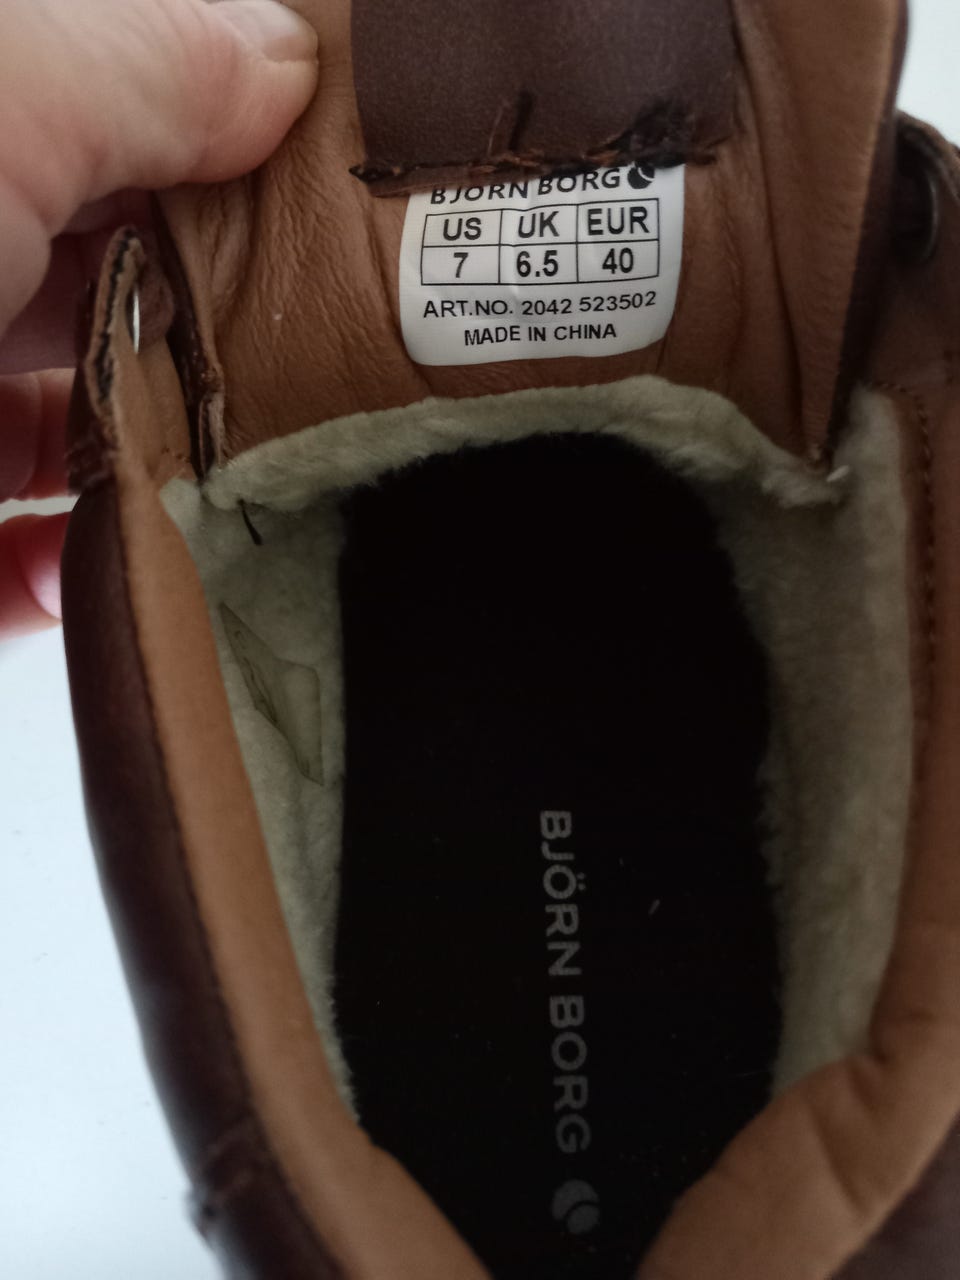 BJÖRN BORG
US UK EUR
7 6.5 40
ART.NO. 2042 523502
MADE IN CHINA
BJÖRN BORG